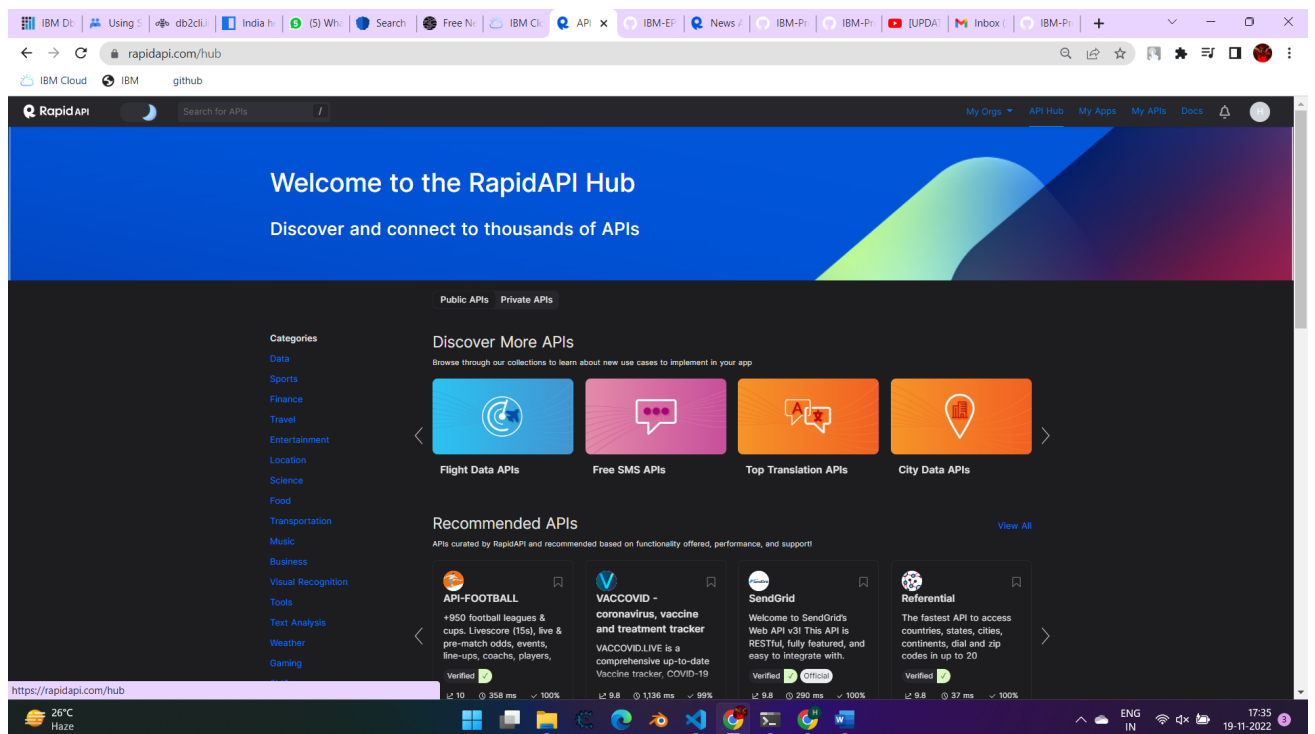 IBM Db
Using S
db2cli.i
India he
(5) Wha
Search
Free Ne
IBM Clo
API
IBM-EP
News A
IBM-Pr
IBM-Pr
[UPDAT
Inbox (
IBM-Pr
rapidapi.com/hub
IBM Cloud
IBM
github
Rapid API
Search for APIs
/
My Orgs
API Hub
My Apps
My APIs
Docs
H
Welcome to the RapidAPI Hub
Discover and connect to thousands of APIs
Public APIs
Private APIs
Categories
Data
Sports
Finance
Travel
Entertainment
Location
Science
Food
Transportation
Music
Business
Visual Recognition
Tools
Text Analysis
Weather
Gaming
Discover More APIs
Browse through our collections to learn about new use cases to implement in your app
Flight Data APIs
Free SMS APIs
Top Translation APIs
City Data APIs
Recommended APIs
View All
APIs curated by RapidAPI and recommended based on functionality offered, performance, and support!
API-FOOTBALL
+950 football leagues &
cups. Livescore (15s), live &
pre-match odds, events,
line-ups, coachs, players,
Verified
10
358 ms
100%
VACCOVID -
coronavirus, vaccine
and treatment tracker
VACCOVID.LIVE is a
comprehensive up-to-date
Vaccine tracker, COVID-19
9.8
1,136 ms
99%
SendGrid
Welcome to SendGrid's
Web API v3! This API is
RESTful, fully featured, and
easy to integrate with.
Verified
Official
9.8
290 ms
100%
Referential
The fastest API to access
countries, states, cities,
continents, dial and zip
codes in up to 20
Verified
9.8
37 ms
100%
https://rapidapi.com/hub
26°C
Haze
ENG
IN
17:35
19-11-2022
3